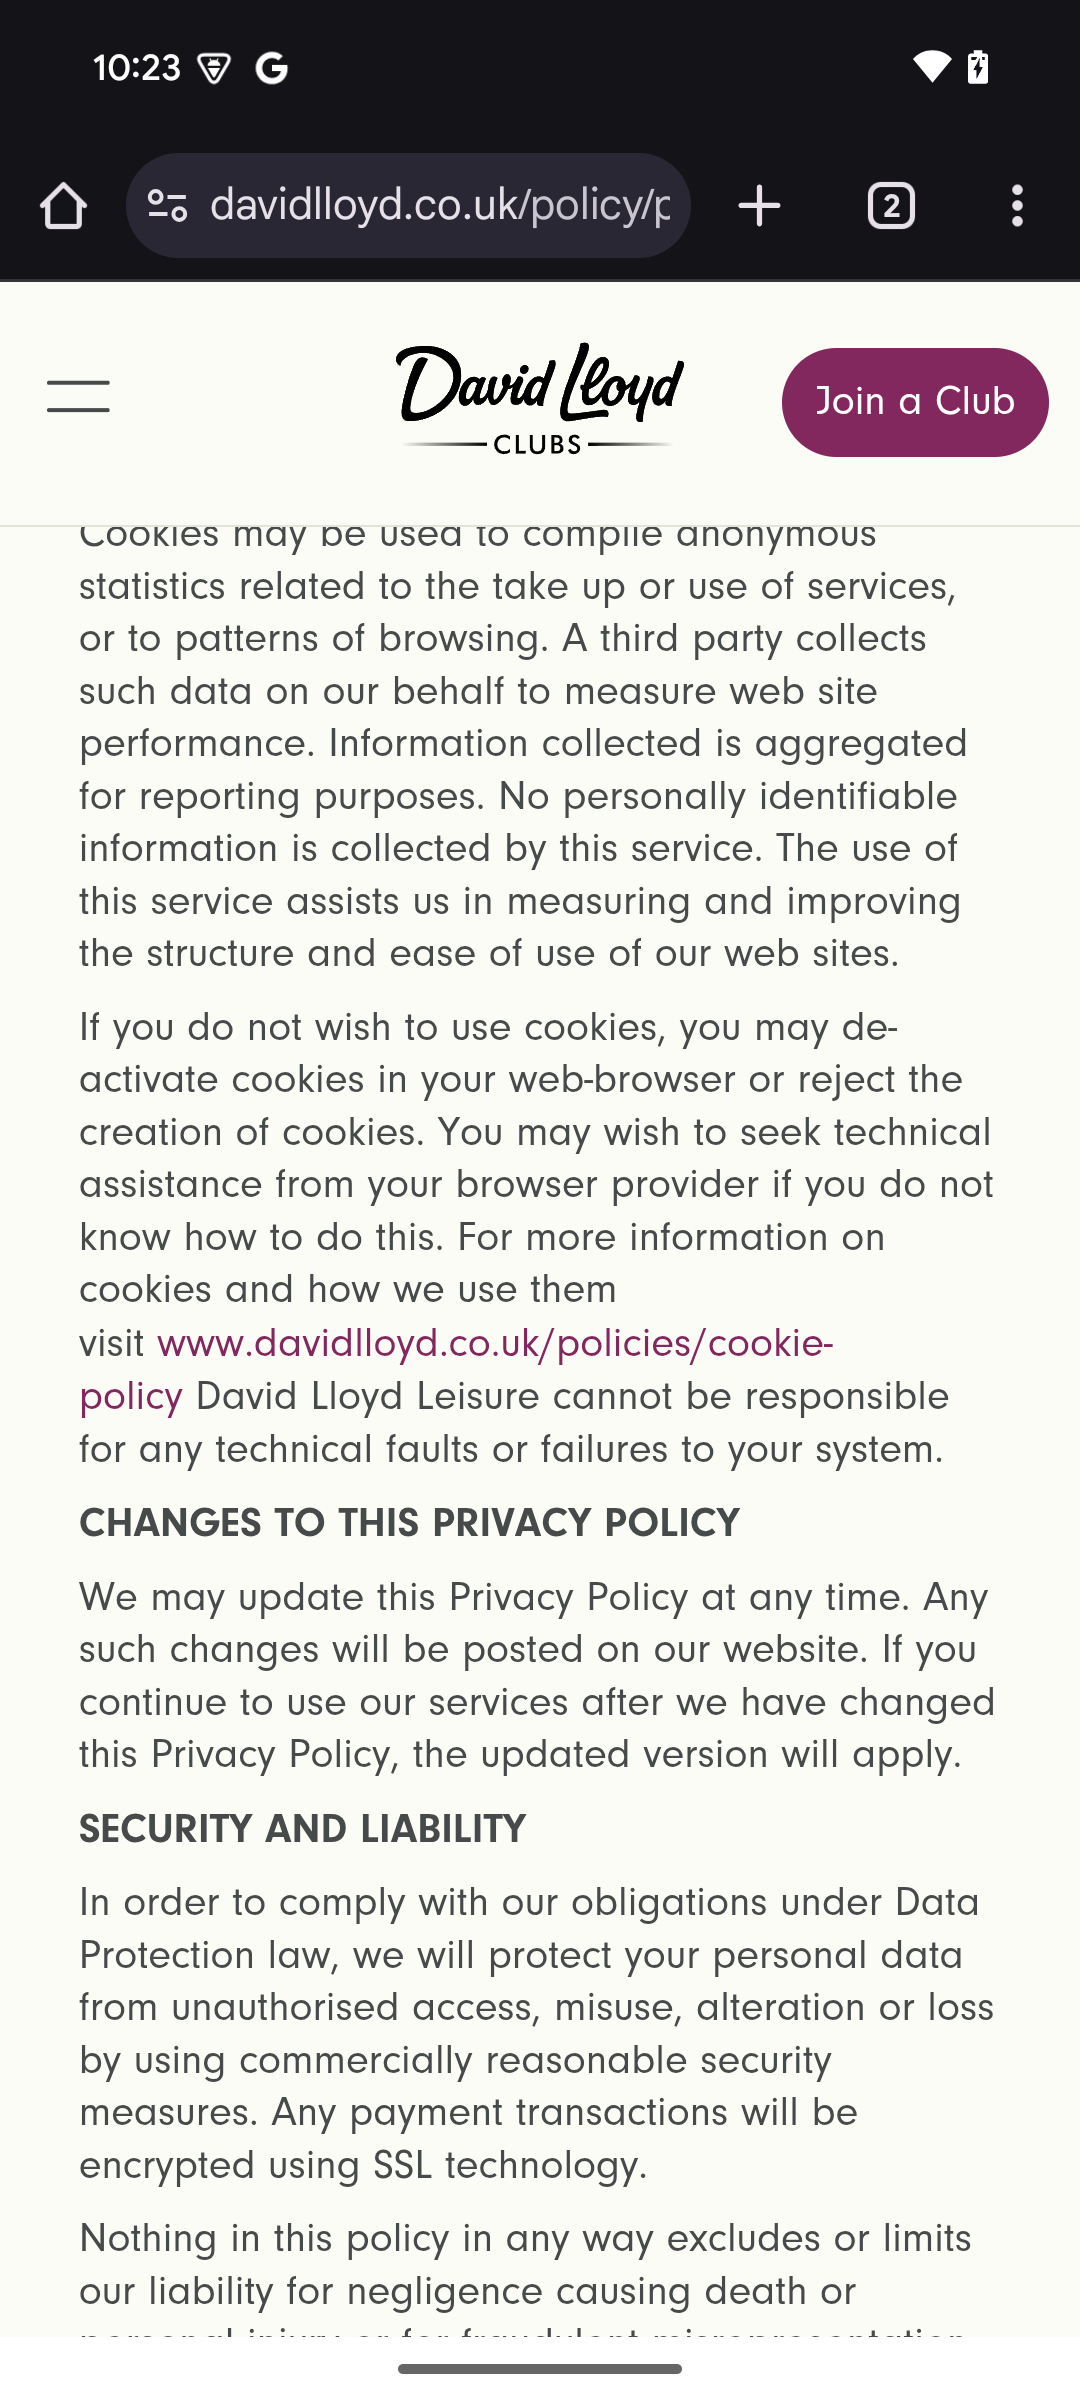 10:23
davidlloyd.co.uk/policy/p
2
David Lloyd
CLUBS
Join a Club
Cookies may be used to compile anonymous
statistics related to the take up or use of services,
or to patterns of browsing. A third party collects
such data on our behalf to measure web site
performance. Information collected is aggregated
for reporting purposes. No personally identifiable
information is collected by this service. The use of
this service assists us in measuring and improving
the structure and ease of use of our web sites.
If you do not wish to use cookies, you may de-
activate cookies in your web-browser or reject the
creation of cookies. You may wish to seek technical
assistance from your browser provider if you do not
know how to do this. For more information on
cookies and how we use them
visit www.davidlloyd.co.uk/policies/cookie-
policy David Lloyd Leisure cannot be responsible
for any technical faults or failures to your system.
CHANGES TO THIS PRIVACY POLICY
We may update this Privacy Policy at any time. Any
such changes will be posted on our website. If you
continue to use our services after we have changed
this Privacy Policy, the updated version will apply.
SECURITY AND LIABILITY
In order to comply with our obligations under Data
Protection law, we will protect your personal data
from unauthorised access, misuse, alteration or loss
by using commercially reasonable security
measures. Any payment transactions will be
encrypted using SSL technology.
Nothing in this policy in any way excludes or limits
our liability for negligence causing death or
personal injury or for fraudulent misrepresentation